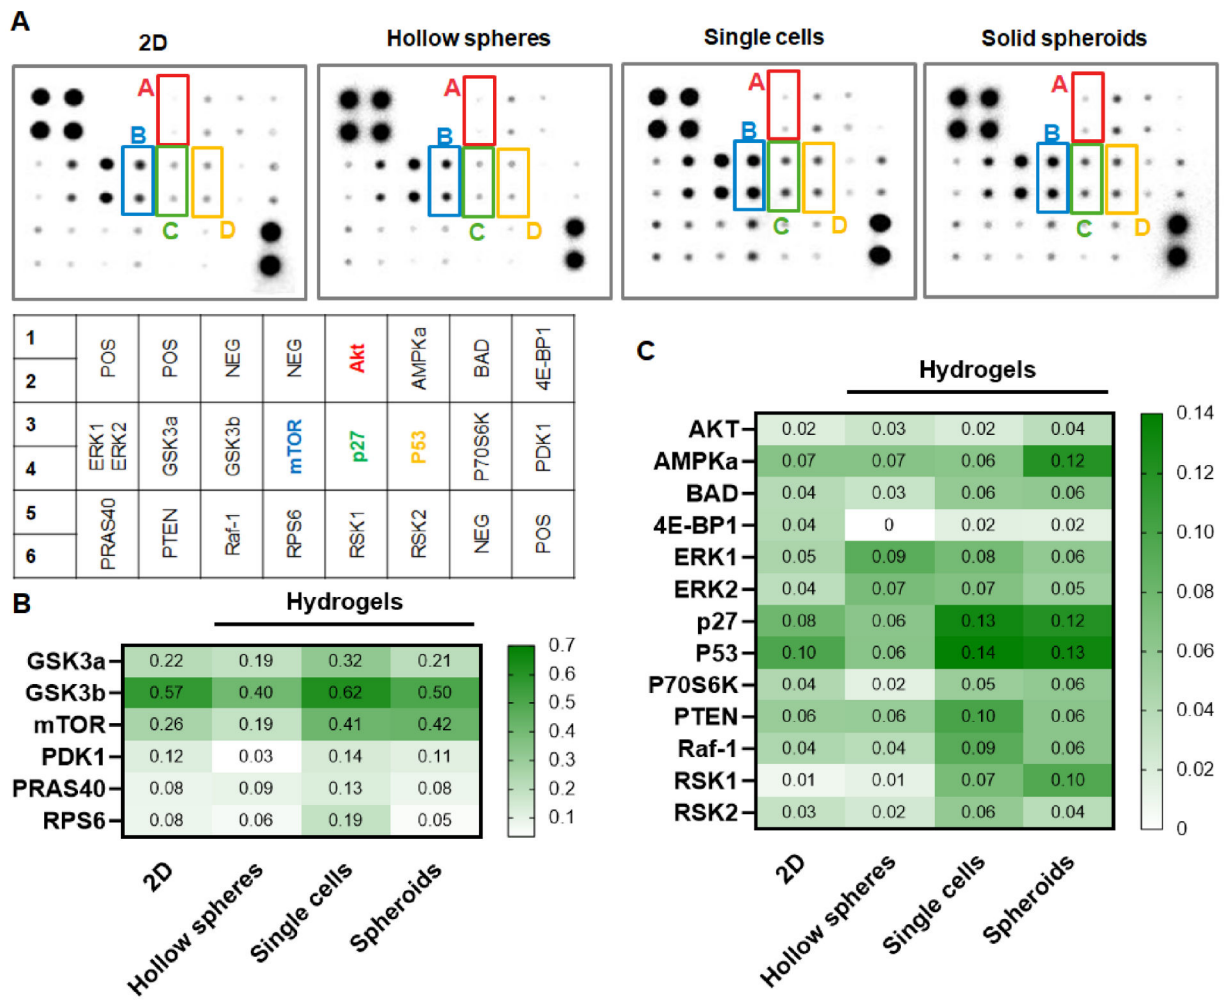 A
2D
Hollow spheres
Single cells
Solid spheroids
A
B
C
D
A
B
C
D
A
B
C
D
A
B
C
D
1
2
POS
POS
NEG
NEG
Akt
AMPKa
BAD
4E-BP1
3
4
ERK1
ERK2
GSK3a
GSK3b
mTOR
p27
P53
P70S6K
PDK1
5
6
PRAS40
PTEN
Raf-1
RPS6
RSK1
RSK2
NEG
POS
B
Hydrogels
GSK3a 0.22 0.19 0.32 0.21
GSK3b 0.57 0.40 0.62 0.50
mTOR 0.26 0.19 0.41 0.42
PDK1 0.12 0.03 0.14 0.11
PRAS40 0.08 0.09 0.13 0.08
RPS6 0.08 0.06 0.19 0.05
0.7
0.6
0.5
0.4
0.3
0.2
0.1
2D
Hollow spheres
Single cells
Spheroids
C
Hydrogels
AKT 0.02 0.03 0.02 0.04
AMPKa 0.07 0.07 0.06 0.12
BAD 0.04 0.03 0.06 0.06
4E-BP1 0.04 0 0.02 0.02
ERK1 0.05 0.09 0.08 0.06
ERK2 0.04 0.07 0.07 0.05
p27 0.08 0.06 0.13 0.12
P53 0.10 0.06 0.14 0.13
P70S6K 0.04 0.02 0.05 0.06
PTEN 0.06 0.06 0.10 0.06
Raf-1 0.04 0.04 0.09 0.06
RSK1 0.01 0.01 0.07 0.10
RSK2 0.03 0.02 0.06 0.04
0.14
0.12
0.10
0.08
0.06
0.04
0.02
0
2D
Hollow spheres
Single cells
Spheroids